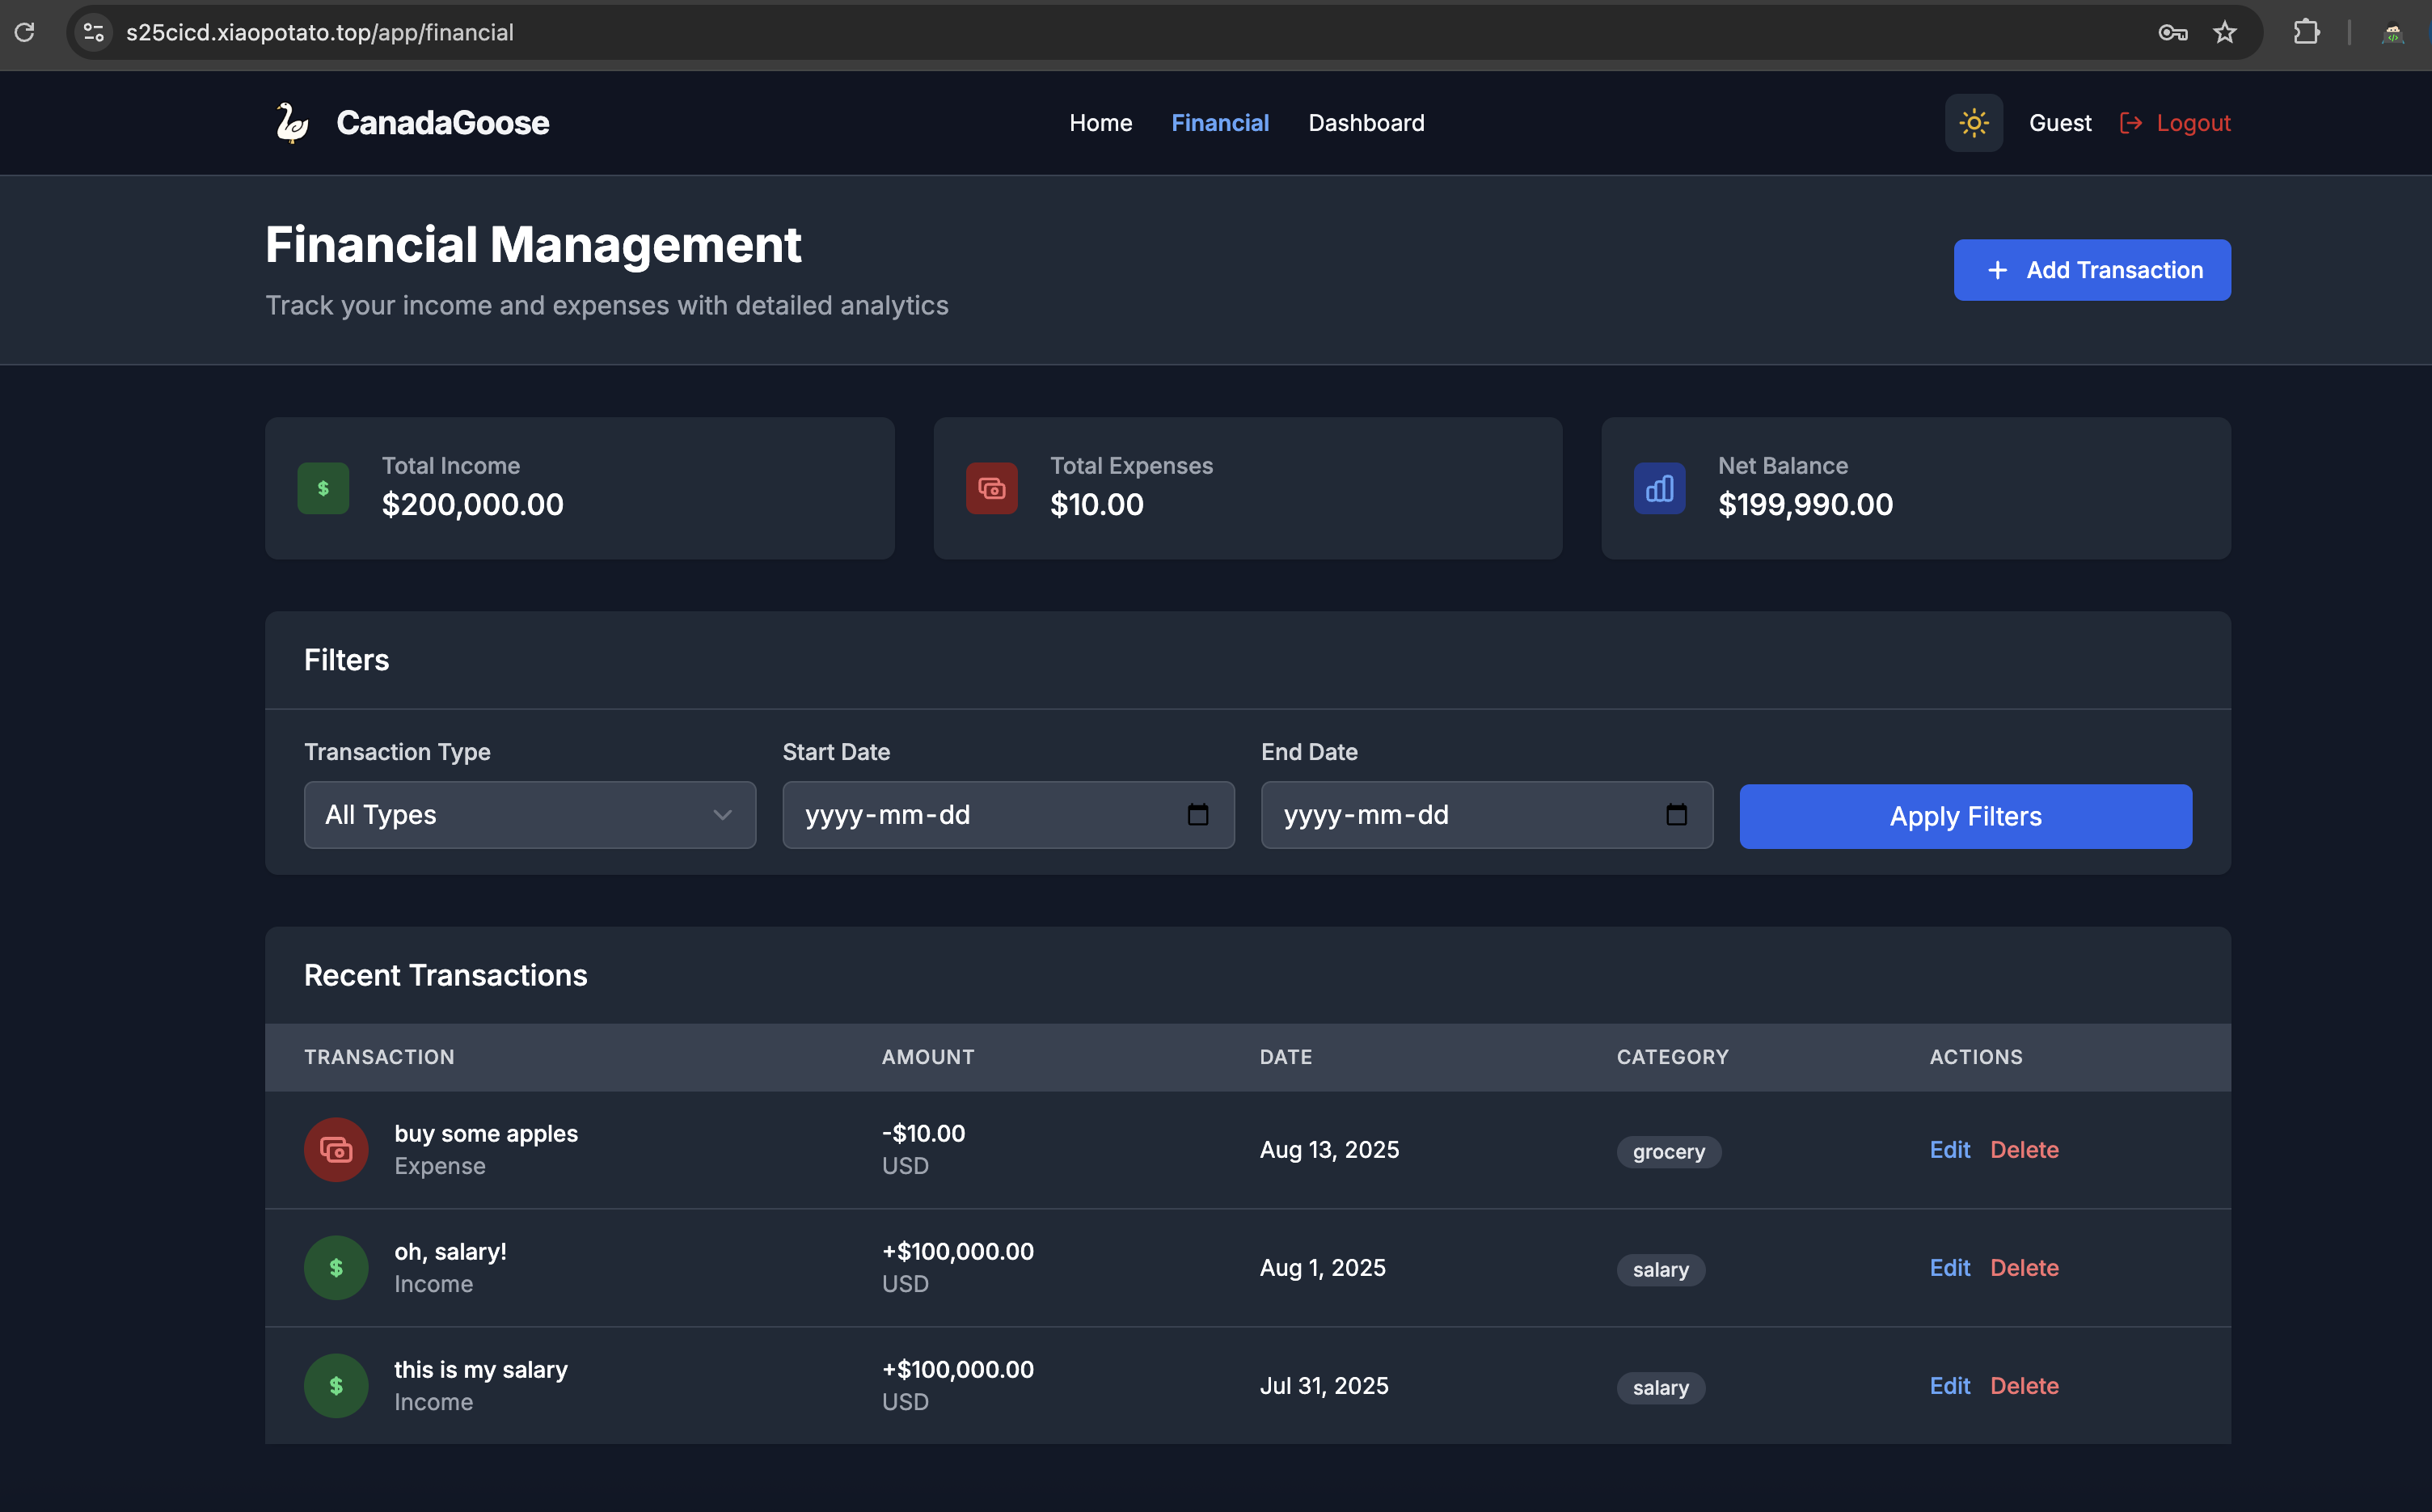 s25cicd.xiaopotato.top/app/financial
CanadaGoose
Home
Financial
Dashboard
Guest
Logout
Financial Management
Track your income and expenses with detailed analytics
+ Add Transaction
Total Income
$200,000.00
Total Expenses
$10.00
Net Balance
$199,990.00
Filters
Transaction Type
All Types
Start Date
yyyy-mm-dd
End Date
yyyy-mm-dd
Apply Filters
Recent Transactions
TRANSACTION AMOUNT DATE CATEGORY ACTIONS
buy some apples
Expense
-$10.00
USD
Aug 13, 2025
grocery
Edit Delete
oh, salary!
Income
+$100,000.00
USD
Aug 1, 2025
salary
Edit Delete
this is my salary
Income
+$100,000.00
USD
Jul 31, 2025
salary
Edit Delete